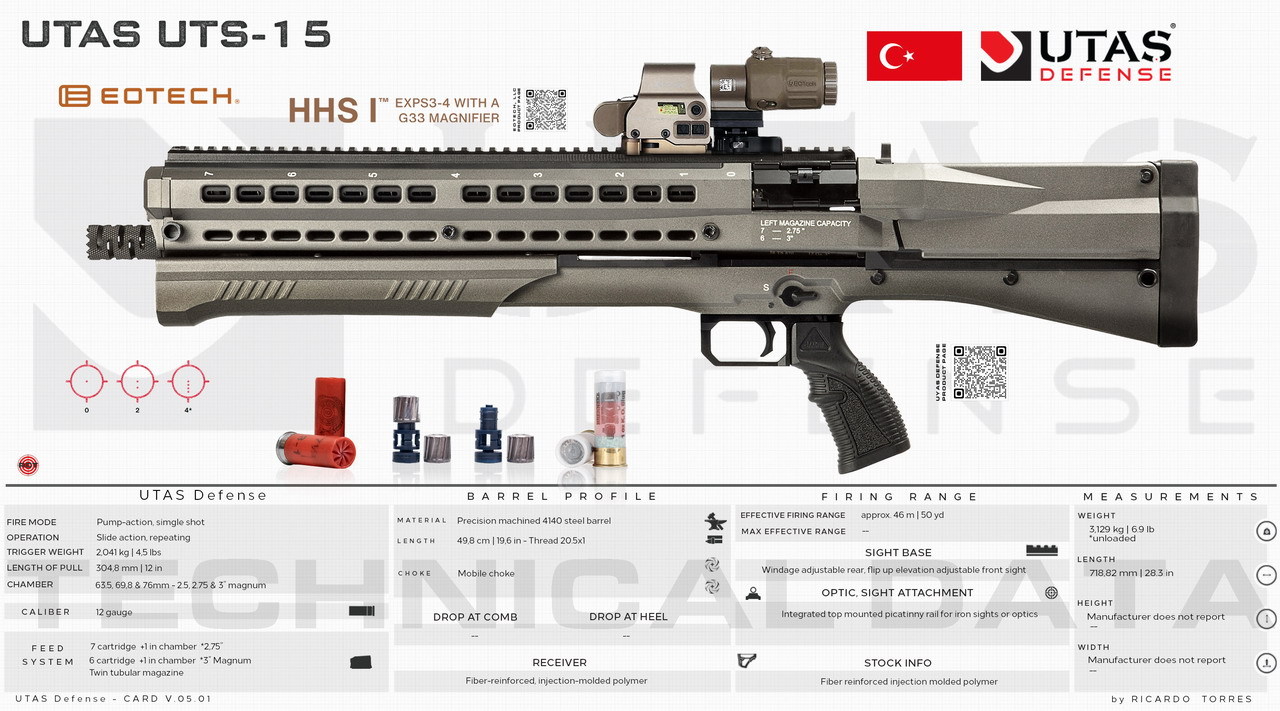 UTAS UTS-15
UTAS®
DEFENSE
EOTECH®
HHS I™ EXPS3-4 WITH A
G33 MAGNIFIER
EOTECH, LLC
PRODUCT PAGE
EOTech
7 6 5 4 3 2 1 0
LEFT MAGAZINE CAPACITY
7 — 2.75"
6 — 3"
S
F
UTAS
DEFENSE
UYAS DEFENSE
PRODUCT PAGE
0 2 4*
TECHNICAL DATA
UTAS Defense
FIRE MODE Pump-action, simgle shot
OPERATION Slide action, repeating
TRIGGER WEIGHT 2,041 kg | 4.5 lbs
LENGTH OF PULL 304,8 mm | 12 in
CHAMBER 63.5, 69,8 & 76mm - 2.5, 2.75 & 3" magnum
CALIBER 12 gauge
FEED
SYSTEM
7 cartridge +1 in chamber *2,75"
6 cartridge +1 in chamber *3" Magnum
Twin tubular magazine
BARREL PROFILE
MATERIAL Precision machined 4140 steel barrel
LENGTH 49,8 cm | 19.6 in - Thread 20.5x1
CHOKE Mobile choke
DROP AT COMB DROP AT HEEL
-- --
RECEIVER
Fiber-reinforced, injection-molded polymer
FIRING RANGE
EFFECTIVE FIRING RANGE approx. 46 m | 50 yd
MAX EFFECTIVE RANGE --
SIGHT BASE
Windage adjustable rear, flip up elevation adjustable front sight
OPTIC, SIGHT ATTACHMENT
Integrated top mounted picatinny rail for iron sights or optics
STOCK INFO
Fiber reinforced injection molded polymer
MEASUREMENTS
WEIGHT
3,129 kg | 6.9 lb
*unloaded
LENGTH
718,82 mm | 28.3 in
HEIGHT
Manufacturer does not report
--
WIDTH
Manufacturer does not report
--
UTAS Defense - CARD V.05.01
by RICARDO TORRES